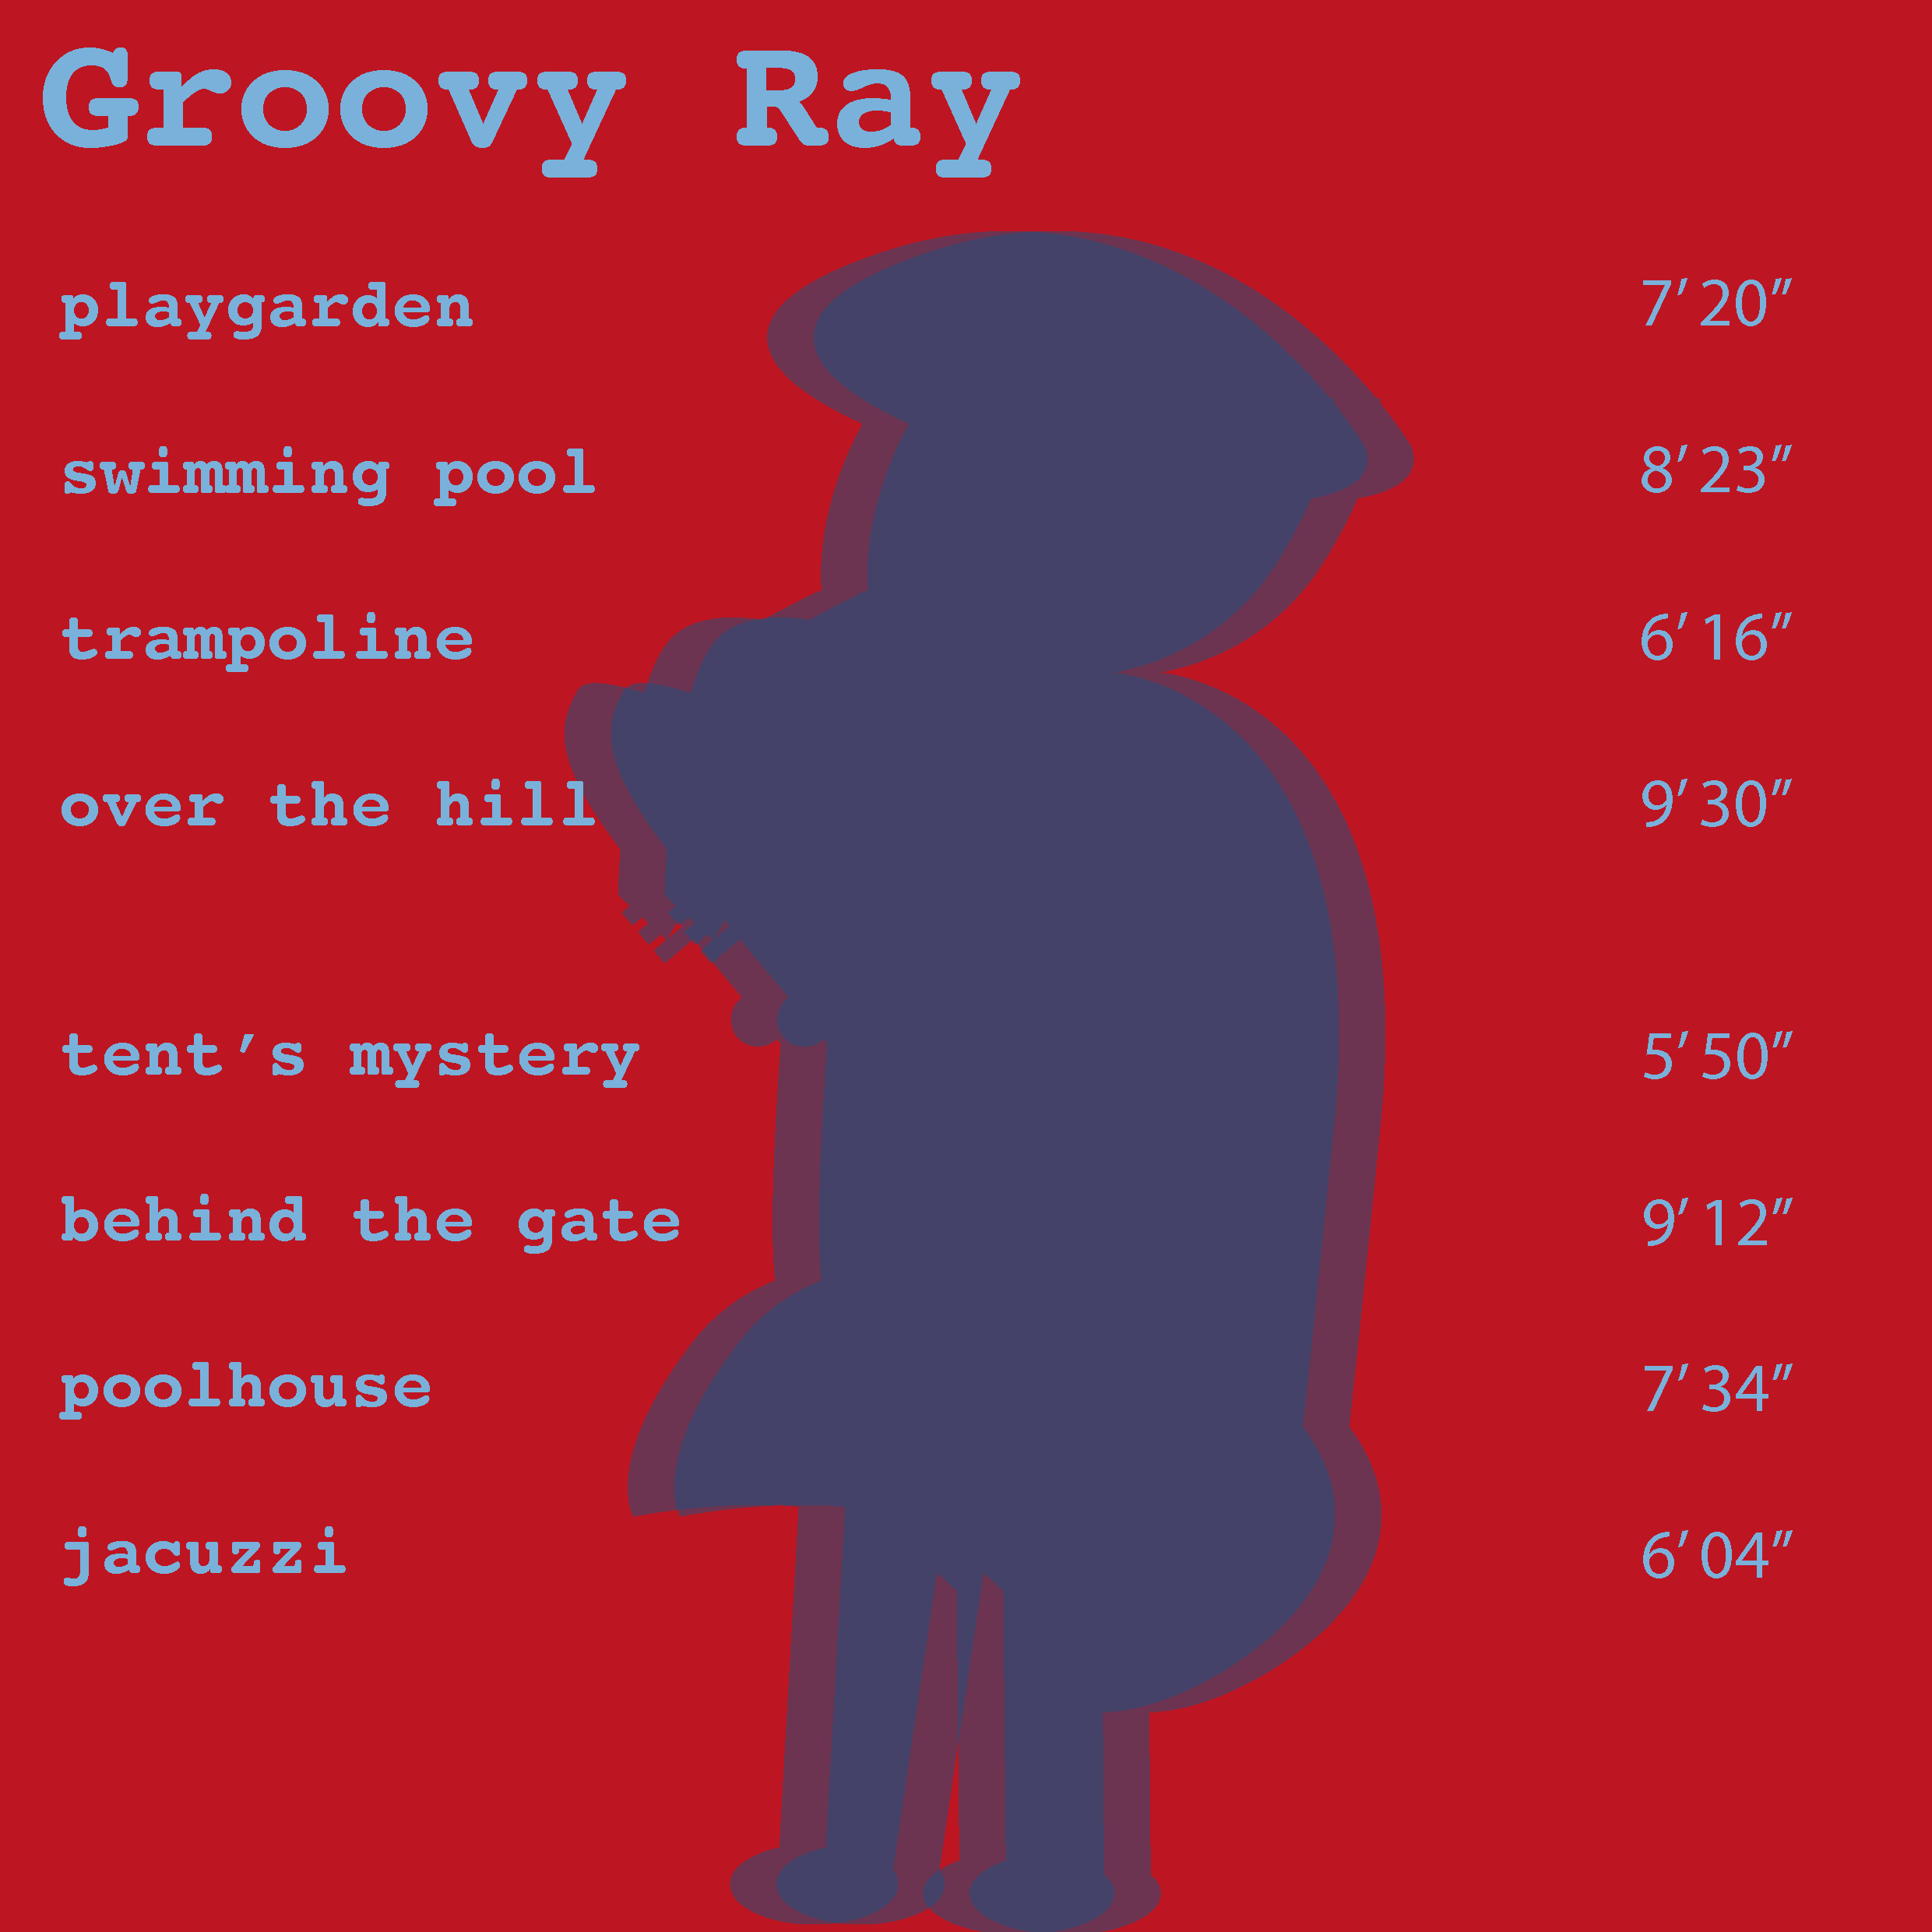 Groovy Ray
playgarden 7’ 20”
swimming pool 8’ 23”
trampoline 6’ 16”
over the hill 9’ 30”
tent’s mystery 5’ 50”
behind the gate 9’ 12”
poolhouse 7’ 34”
jacuzzi 6’ 04”